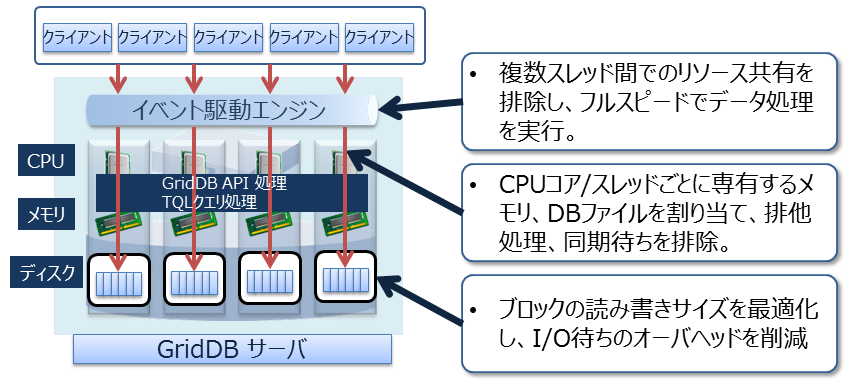 クライアント クライアント クライアント クライアント クライアント
イベント駆動エンジン
CPU
メモリ
ディスク
GridDB API 処理
TQLクエリ処理
GridDB サーバ
• 複数スレッド間でのリソース共有を
排除し、フルスピードでデータ処理
を実行。
• CPUコア/スレッドごとに専有するメ
モリ、DBファイルを割り当て、排他
処理、同期待ちを排除。
• ブロックの読み書きサイズを最適化
し、I/O待ちのオーバヘッドを削減